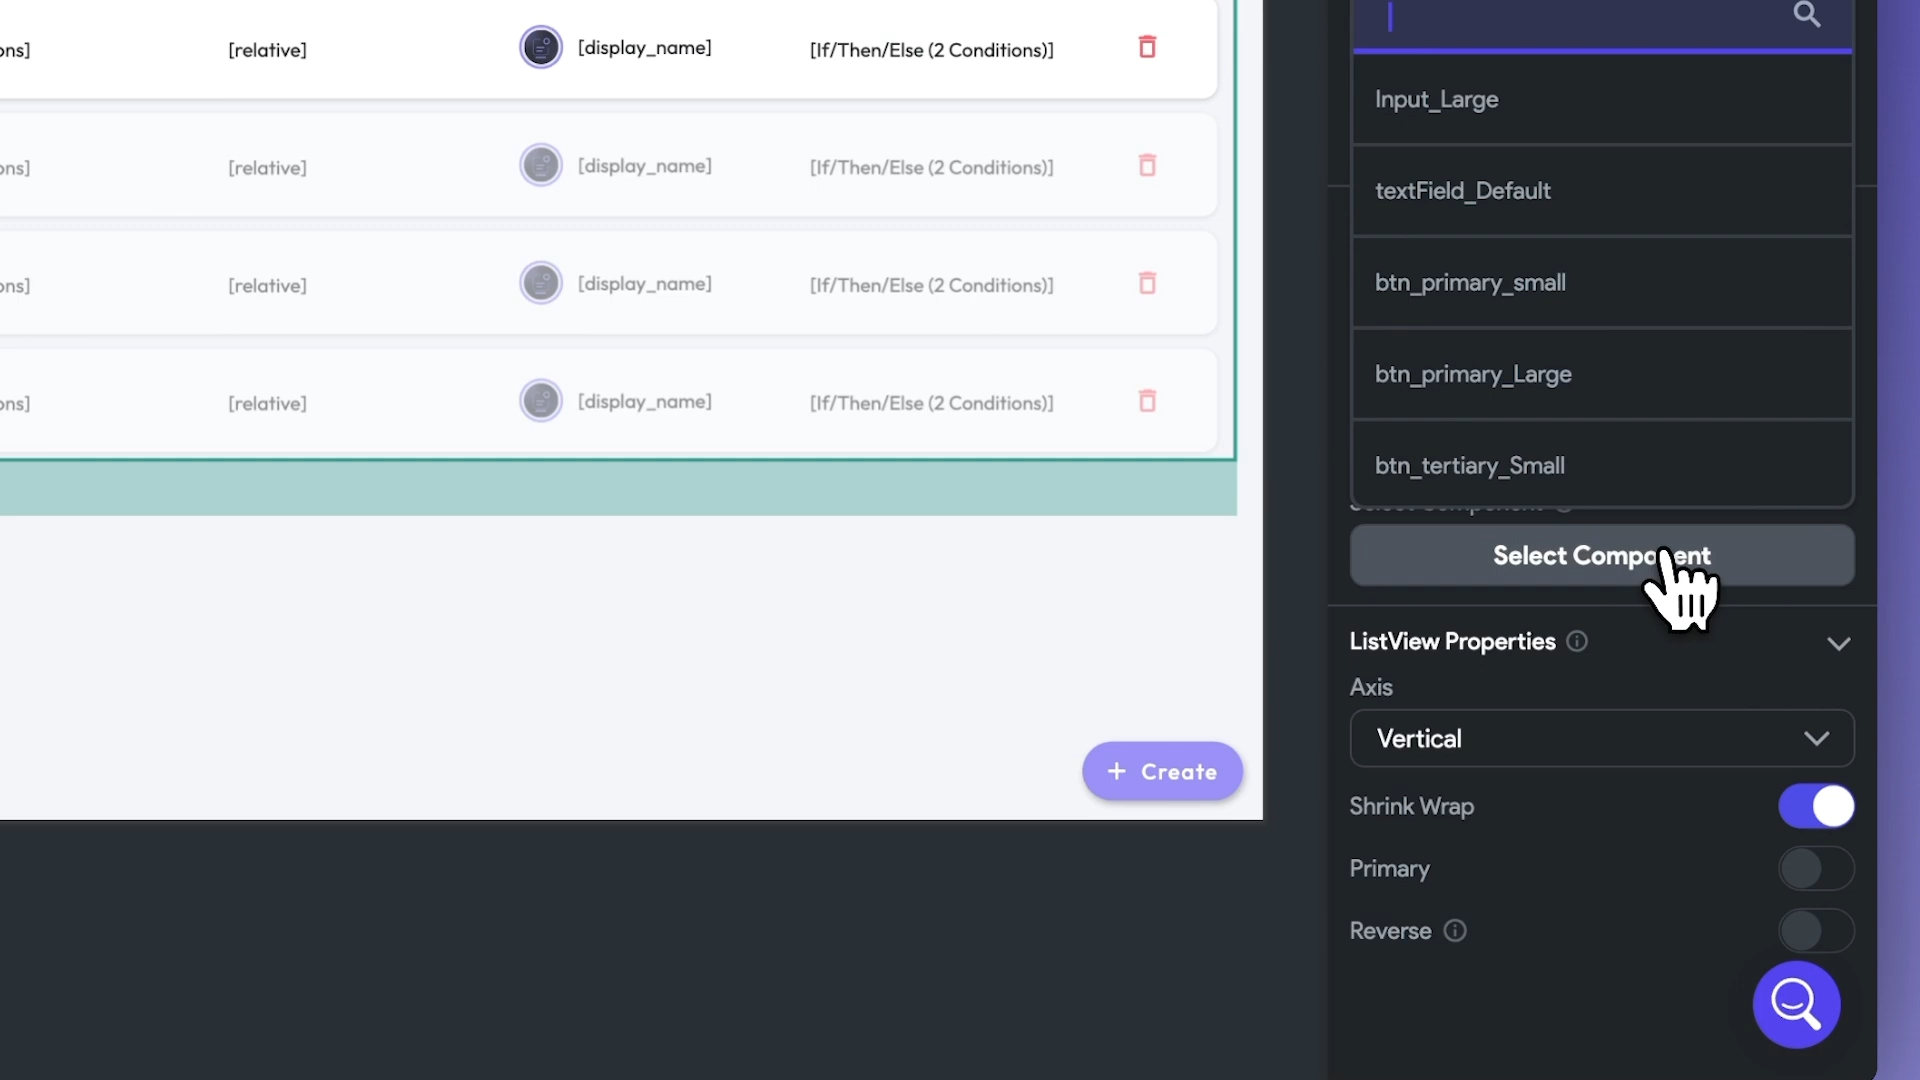 ons]
[relative]
[display_name]
[If/Then/Else (2 Conditions)]
ons]
[relative]
[display_name]
[If/Then/Else (2 Conditions)]
ons]
[relative]
[display_name]
[If/Then/Else (2 Conditions)]
ons]
[relative]
[display_name]
[If/Then/Else (2 Conditions)]
+ Create
Input_Large
textField_Default
btn_primary_small
btn_primary_Large
btn_tertiary_Small
Select Component
ListView Properties
Axis
Vertical
Shrink Wrap
Primary
Reverse